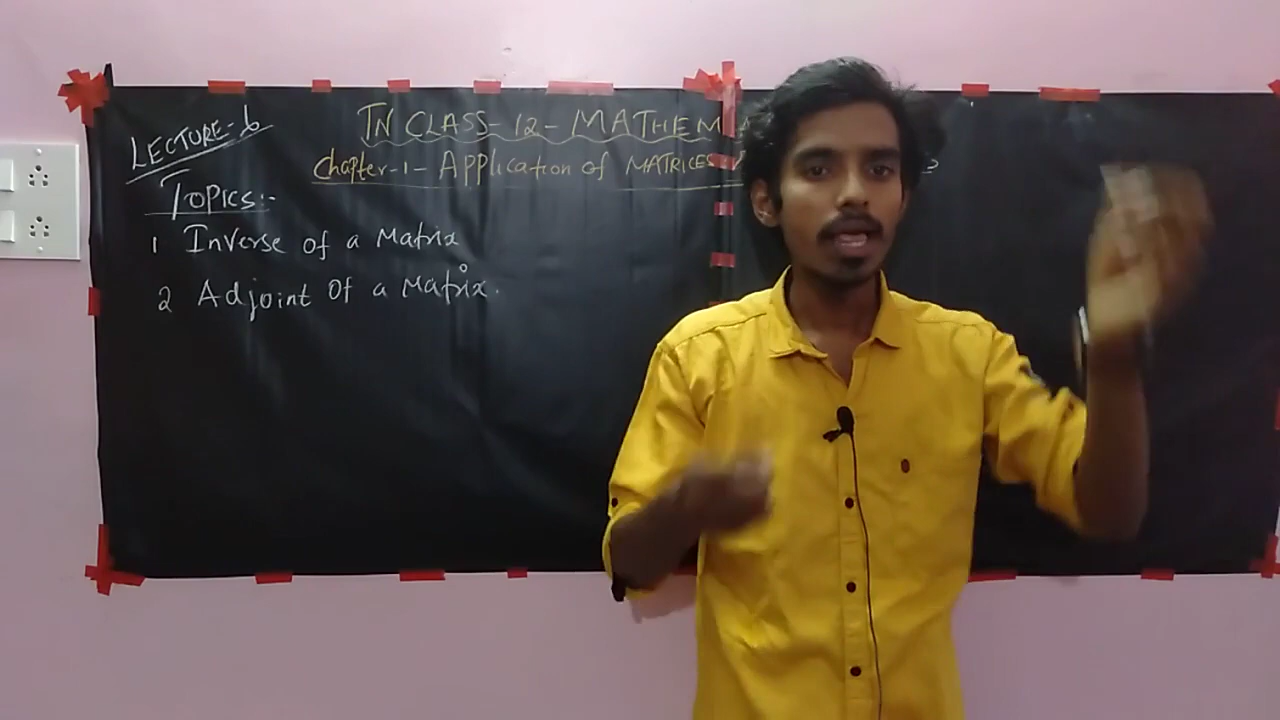 LECTURE-6
TN CLASS-12-MATHEM
Chapter-1-Application of MATRICES
Topics:-
1 Inverse of a Matrix
2 Adjoint of a Matrix.